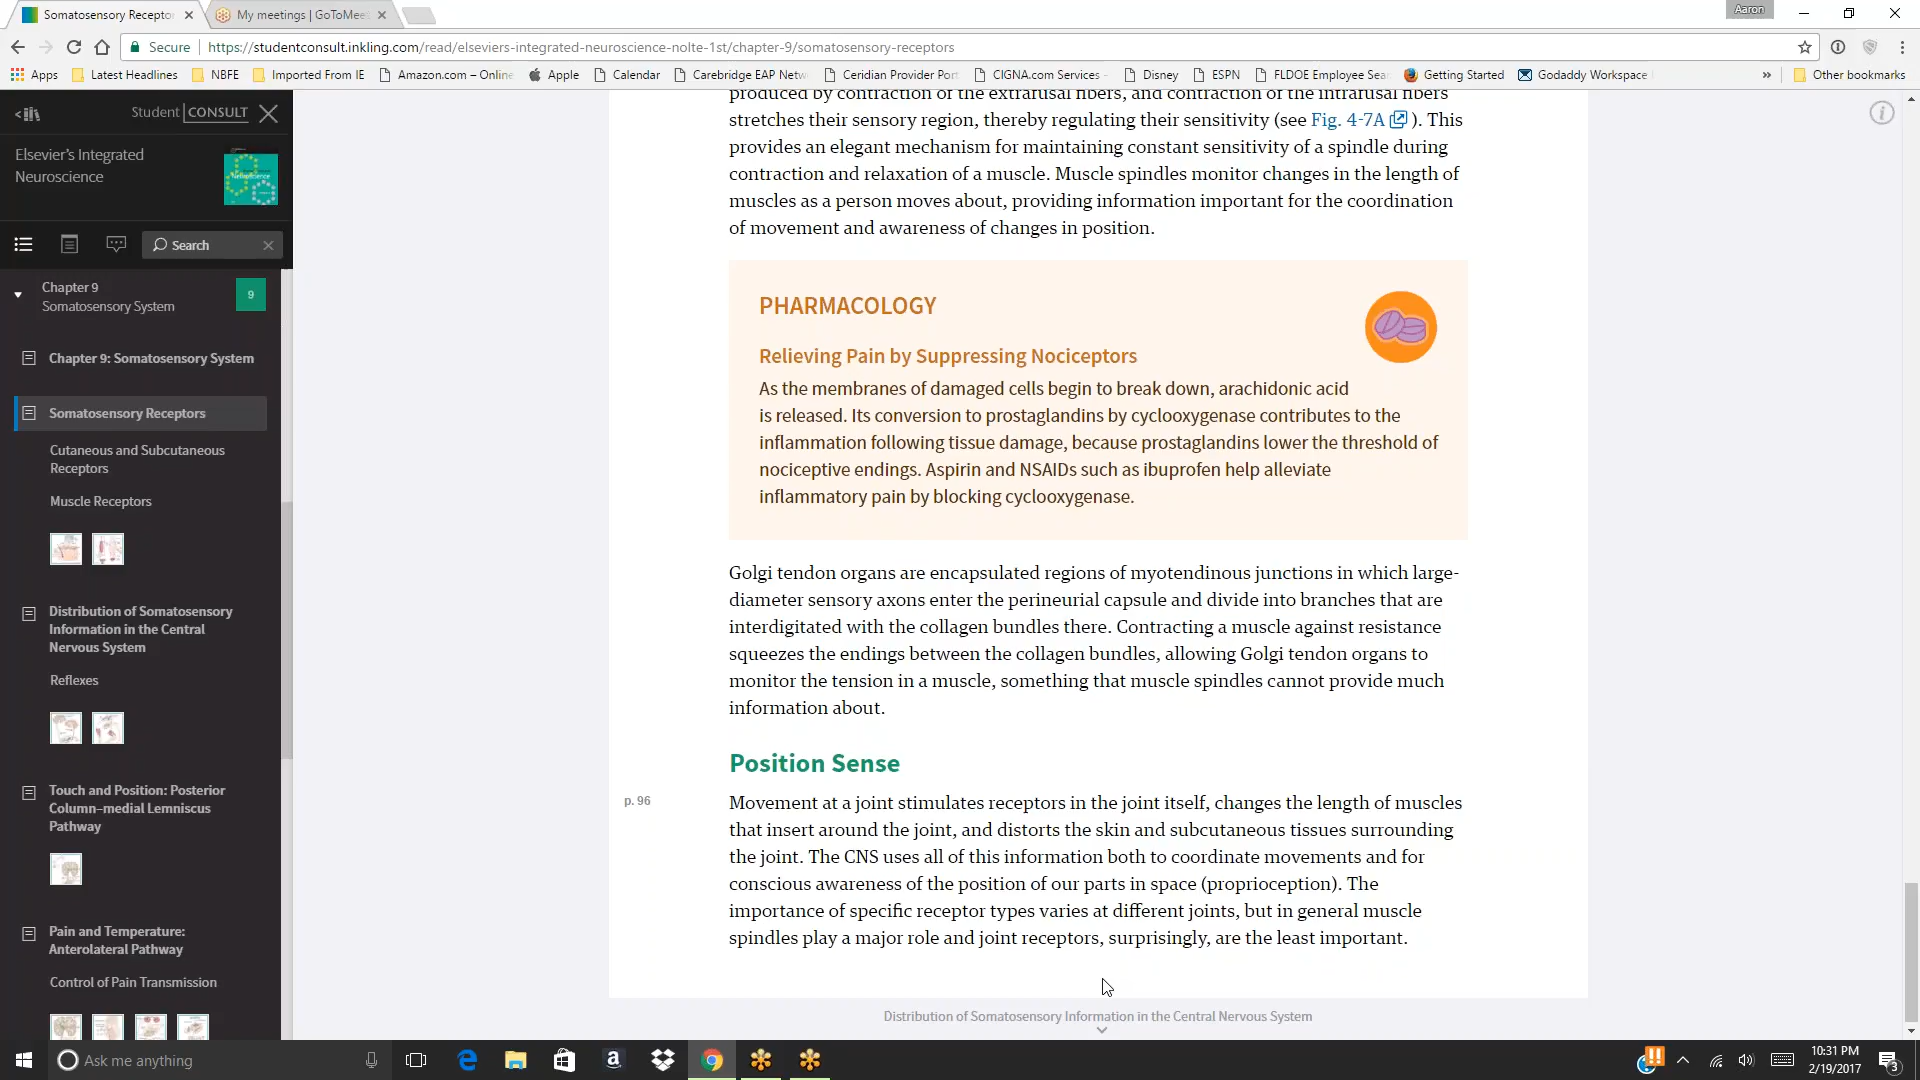 Somatosensory Receptor
My meetings | GoToMee
Aaron
Secure
https://studentconsult.inkling.com/read/elseviers-integrated-neuroscience-nolte-1st/chapter-9/somatosensory-receptors
Apps
Latest Headlines
NBFE
Imported From IE
Amazon.com – Online
Apple
Calendar
Carebridge EAP Netw
Ceridian Provider Port
CIGNA.com Services -
Disney
ESPN
FLDOE Employee Sea
Getting Started
Godaddy Workspace
»
Other bookmarks
Student CONSULT
Elsevier's Integrated
Neuroscience
Search
Chapter 9
Somatosensory System
9
Chapter 9: Somatosensory System
Somatosensory Receptors
Cutaneous and Subcutaneous
Receptors
Muscle Receptors
Distribution of Somatosensory
Information in the Central
Nervous System
Reflexes
Touch and Position: Posterior
Column–medial Lemniscus
Pathway
Pain and Temperature:
Anterolateral Pathway
Control of Pain Transmission
produced by contraction of the extrafusal fibers, and contraction of the intrafusal fibers
stretches their sensory region, thereby regulating their sensitivity (see Fig. 4-7A ). This
provides an elegant mechanism for maintaining constant sensitivity of a spindle during
contraction and relaxation of a muscle. Muscle spindles monitor changes in the length of
muscles as a person moves about, providing information important for the coordination
of movement and awareness of changes in position.
PHARMACOLOGY
Relieving Pain by Suppressing Nociceptors
As the membranes of damaged cells begin to break down, arachidonic acid
is released. Its conversion to prostaglandins by cyclooxygenase contributes to the
inflammation following tissue damage, because prostaglandins lower the threshold of
nociceptive endings. Aspirin and NSAIDs such as ibuprofen help alleviate
inflammatory pain by blocking cyclooxygenase.
Golgi tendon organs are encapsulated regions of myotendinous junctions in which large-
diameter sensory axons enter the perineurial capsule and divide into branches that are
interdigitated with the collagen bundles there. Contracting a muscle against resistance
squeezes the endings between the collagen bundles, allowing Golgi tendon organs to
monitor the tension in a muscle, something that muscle spindles cannot provide much
information about.
Position Sense
p. 96
Movement at a joint stimulates receptors in the joint itself, changes the length of muscles
that insert around the joint, and distorts the skin and subcutaneous tissues surrounding
the joint. The CNS uses all of this information both to coordinate movements and for
conscious awareness of the position of our parts in space (proprioception). The
importance of specific receptor types varies at different joints, but in general muscle
spindles play a major role and joint receptors, surprisingly, are the least important.
Distribution of Somatosensory Information in the Central Nervous System
Ask me anything
10:31 PM
2/19/2017
3